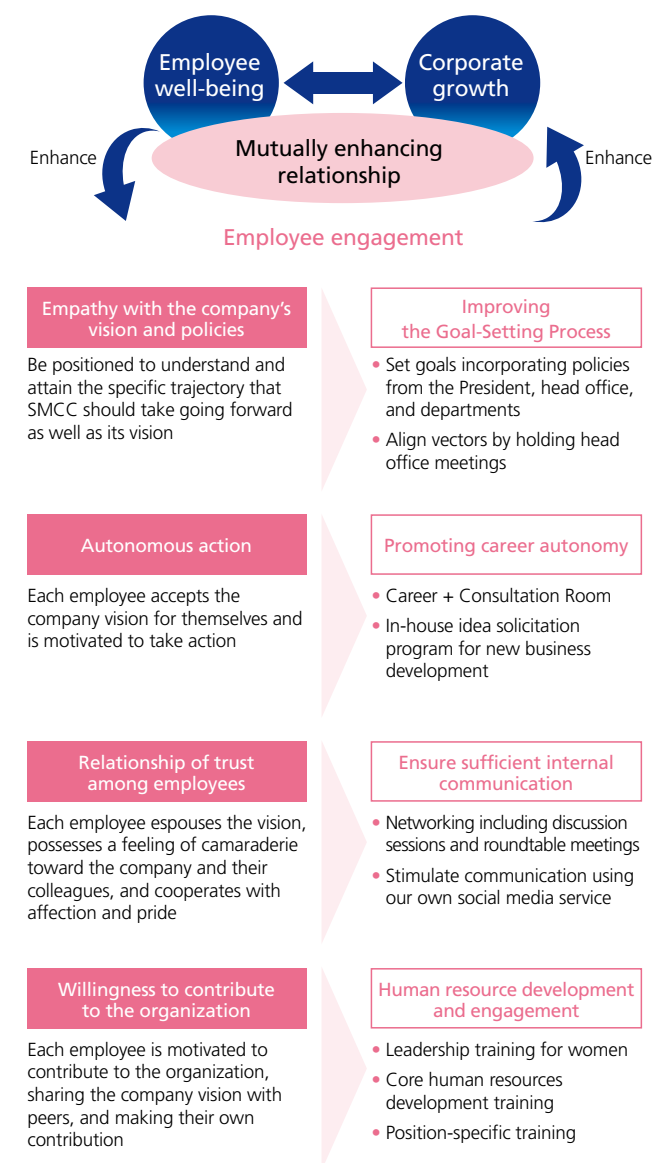 Employee
well-being
Corporate
growth
Mutually enhancing
relationship
Enhance
Enhance
Employee engagement
Empathy with the company's
vision and policies
Be positioned to understand and
attain the specific trajectory that
SMCC should take going forward
as well as its vision
Improving
the Goal-Setting Process
• Set goals incorporating policies
from the President, head office,
and departments
• Align vectors by holding head
office meetings
Autonomous action
Each employee accepts the
company vision for themselves and
is motivated to take action
Promoting career autonomy
• Career + Consultation Room
• In-house idea solicitation
program for new business
development
Relationship of trust
among employees
Each employee espouses the vision,
possesses a feeling of camaraderie
toward the company and their
colleagues, and cooperates with
affection and pride
Ensure sufficient internal
communication
• Networking including discussion
sessions and roundtable meetings
• Stimulate communication using
our own social media service
Willingness to contribute
to the organization
Each employee is motivated to
contribute to the organization,
sharing the company vision with
peers, and making their own
contribution
Human resource development
and engagement
• Leadership training for women
• Core human resources
development training
• Position-specific training